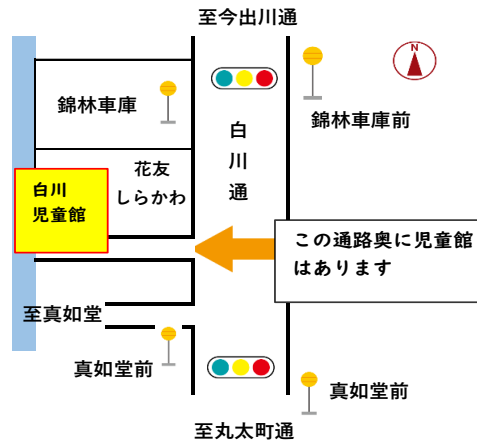 至今出川通
N
錦林車庫
錦林車庫前
白川通
花友
しらかわ
白川
児童館
この通路奥に児童館
はあります
至真如堂
真如堂前
真如堂前
至丸太町通